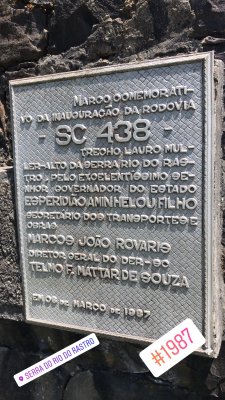 MARCO COMEMORATI-
VO DA INAUGURAÇÃO DA RODOVIA
- SC 438 -
TRECHO LAURO MUL-
LER-ALTO DA SERRA RIO DO RAS-
TRO - PELO EXCELENTÍSSIMO SE-
NHOR GOVERNADOR DO ESTADO
ESPERIDIÃO AMIN HELOU FILHO
SECRETÁRIO DOS TRANSPORTES E
OBRAS
MARCOS JOÃO ROVARIS
DIRETOR GERAL DO DER-SC
TELMO F. MATTAR DE SOUZA
EM 08 DE MARÇO DE 1987
SERRA DO RIO DO RASTRO
#1987